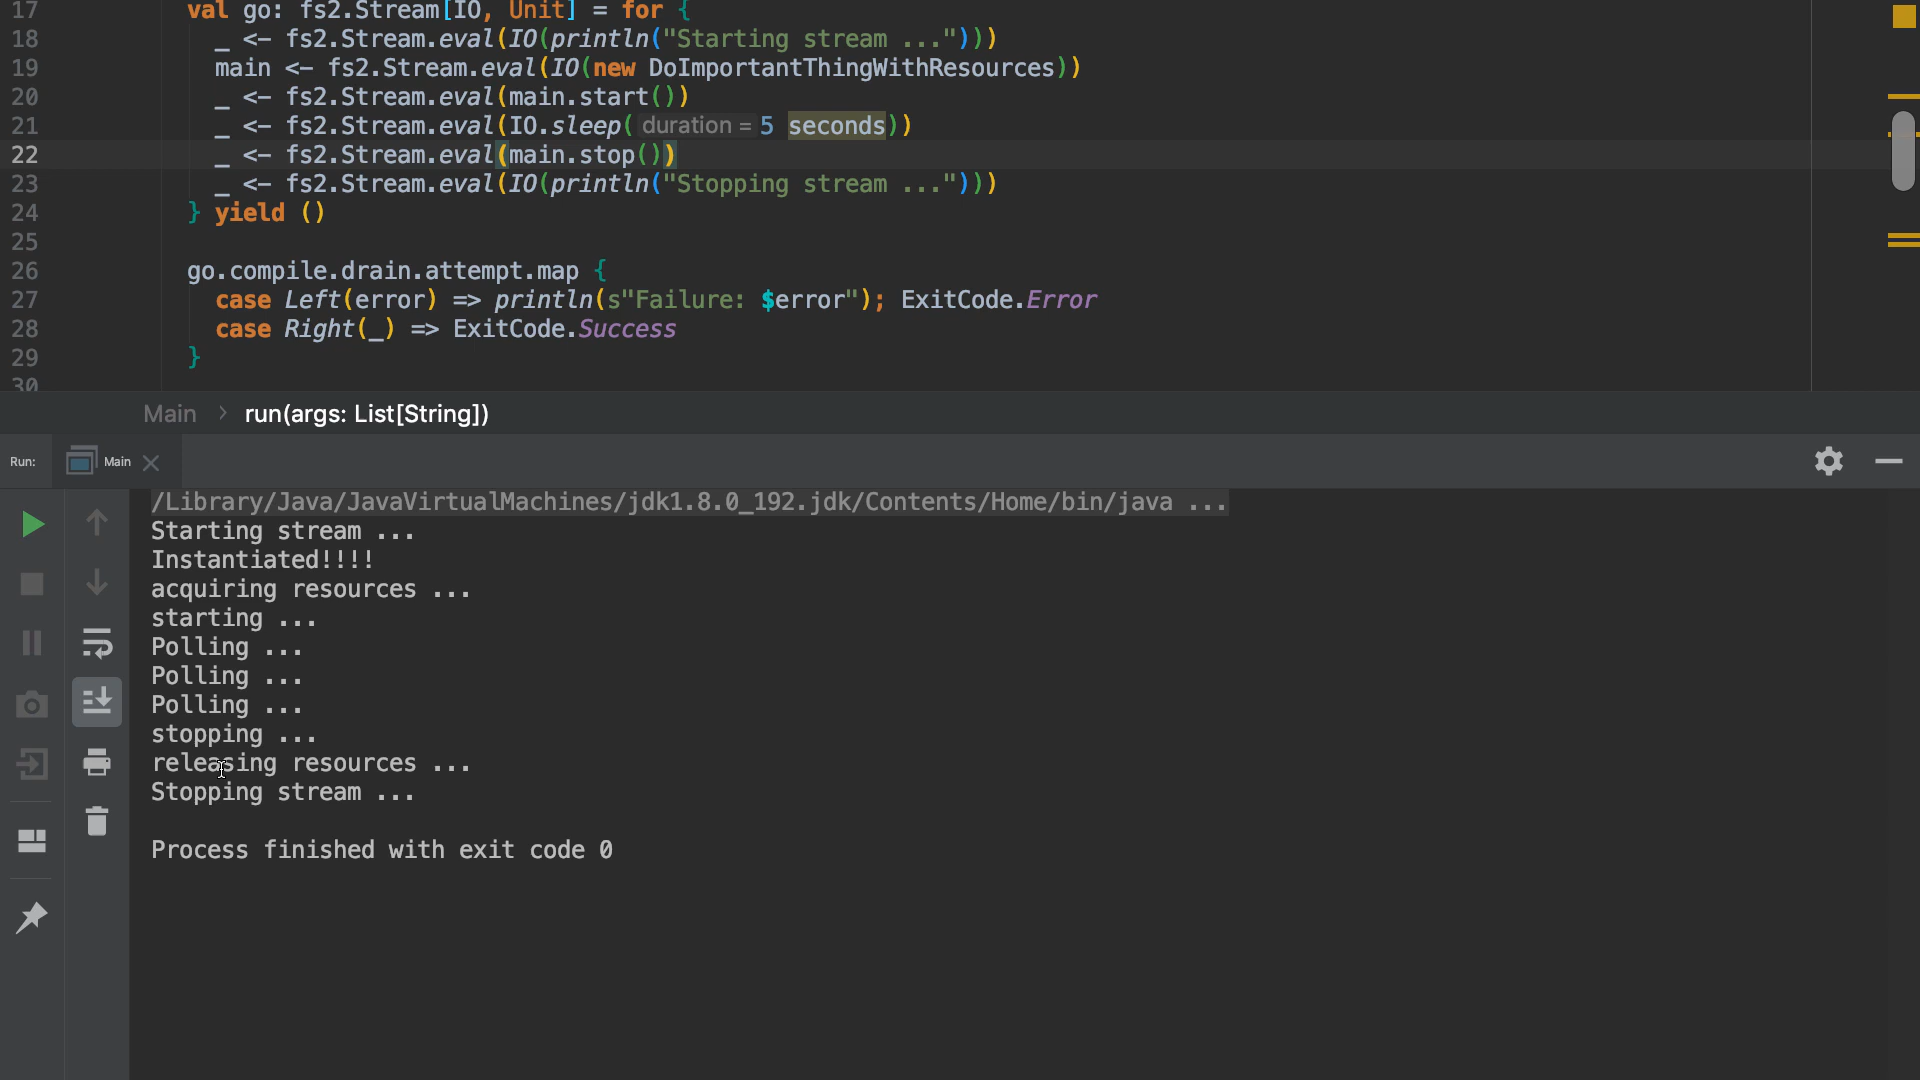 17 val go: fs2.Stream[IO, Unit] = for {
18 _ <- fs2.Stream.eval(IO(println("Starting stream ...")))
19 main <- fs2.Stream.eval(IO(new DoImportantThingWithResources))
20 _ <- fs2.Stream.eval(main.start())
21 _ <- fs2.Stream.eval(IO.sleep( duration = 5 seconds))
22 _ <- fs2.Stream.eval(main.stop())
23 _ <- fs2.Stream.eval(IO(println("Stopping stream ...")))
24 } yield ()
25
26 go.compile.drain.attempt.map {
27 case Left(error) => println(s"Failure: $error"); ExitCode.Error
28 case Right(_) => ExitCode.Success
29 }
30
Main > run(args: List[String])
Run: Main
/Library/Java/JavaVirtualMachines/jdk1.8.0_192.jdk/Contents/Home/bin/java ...
Starting stream ...
Instantiated!!!!
acquiring resources ...
starting ...
Polling ...
Polling ...
Polling ...
stopping ...
releasing resources ...
Stopping stream ...
Process finished with exit code 0